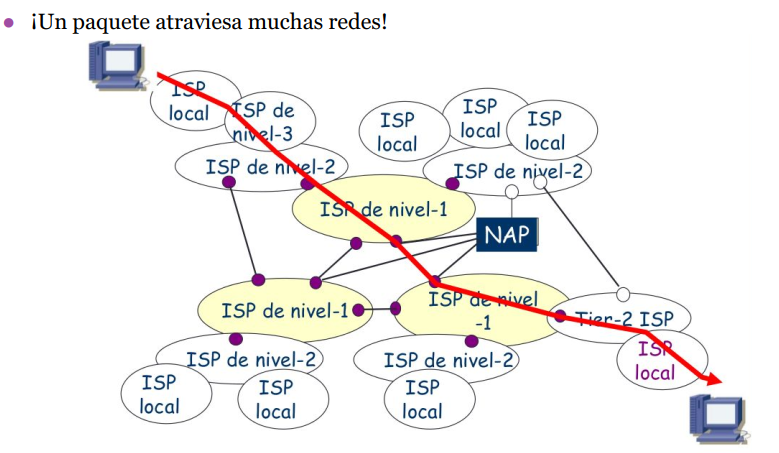 ¡Un paquete atraviesa muchas redes!
ISP
local
ISP de
nivel-3
ISP de nivel-2
ISP
local
ISP
local
ISP
local
ISP de nivel-2
ISP de nivel-1
NAP
ISP de nivel-1
ISP de nivel
-1
Tier-2 ISP
ISP
local
ISP de nivel-2
ISP
local
ISP
local
ISP de nivel-2
ISP
local